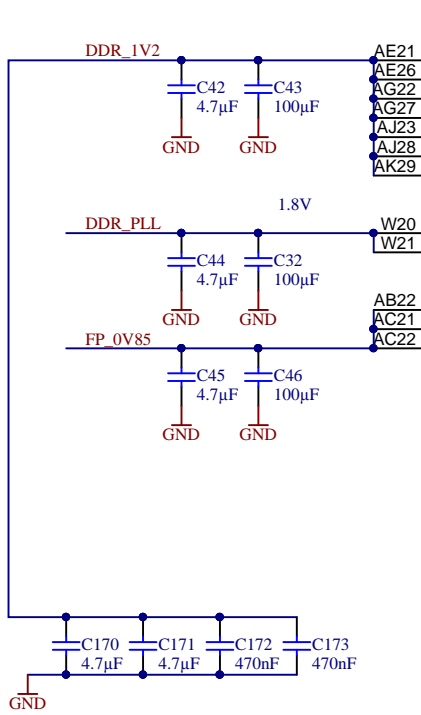 DDR_1V2
AE21
AE26
C42
C43
AG22
4.7µF
100µF
AG27
AJ23
GND
GND
AJ28
AK29
1.8V
DDR_PLL
W20
W21
C44
C32
4.7µF
100µF
AB22
GND
GND
AC21
FP_0V85
AC22
C45
C46
4.7µF
100µF
GND
GND
C170
C171
C172
C173
4.7µF
4.7µF
470nF
470nF
GND